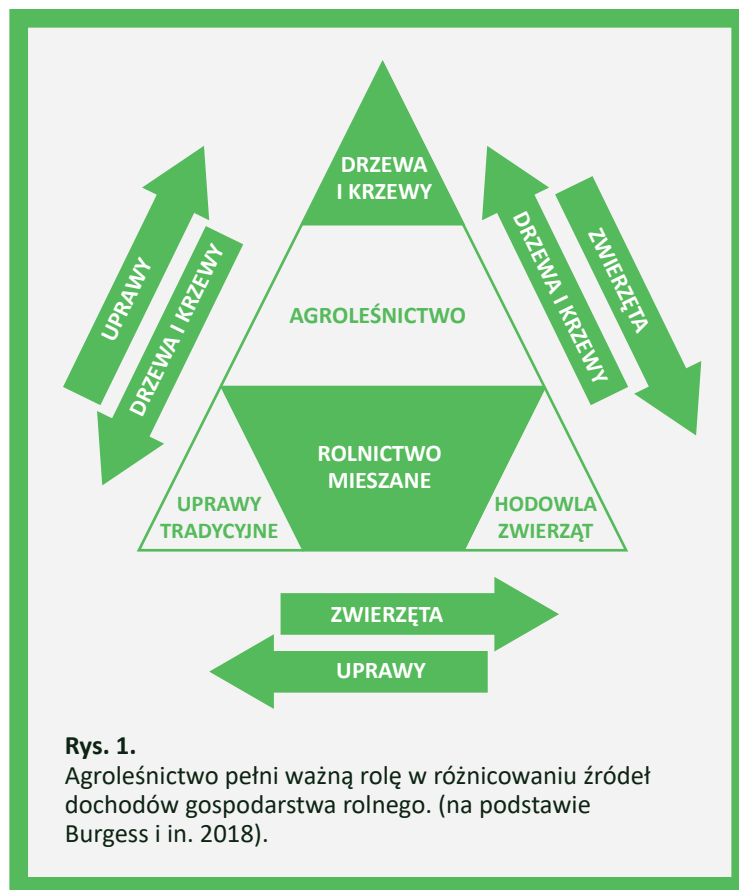 DRZEWA
I KRZEWY
AGROLEŚNICTWO
ROLNICTWO
MIESZANE
UPRAWY
TRADYCYJNE
HODOWLA
ZWIERZĄT
UPRAWY
DRZEWA I KRZEWY
DRZEWA I KRZEWY
ZWIERZĘTA
ZWIERZĘTA
UPRAWY
Rys. 1.
Agroleśnictwo pełni ważną rolę w różnicowaniu źródeł
dochodów gospodarstwa rolnego. (na podstawie
Burgess i in. 2018).